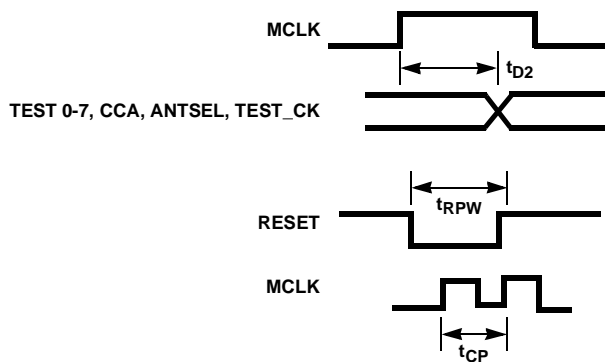 MCLK
tD2
TEST 0-7, CCA, ANTSEL, TEST_CK
tRPW
RESET
MCLK
tCP